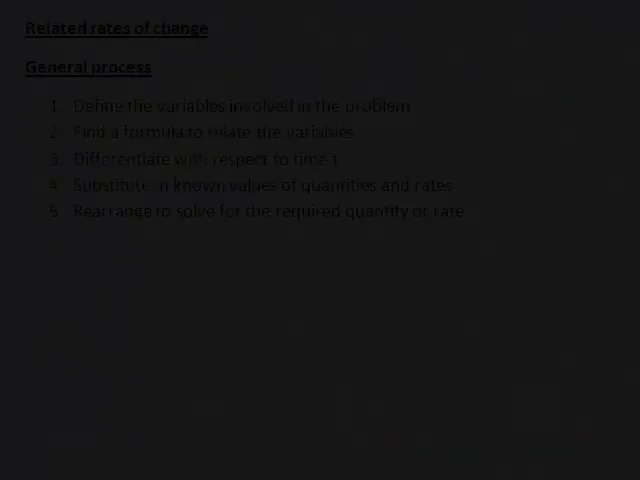 Related rates of change
General process
1. Define the variables involved in the problem
2. Find a formula to relate the variables
3. Differentiate with respect to time t
4. Substitute in known values of quantities and rates
5. Rearrange to solve for the required quantity or rate